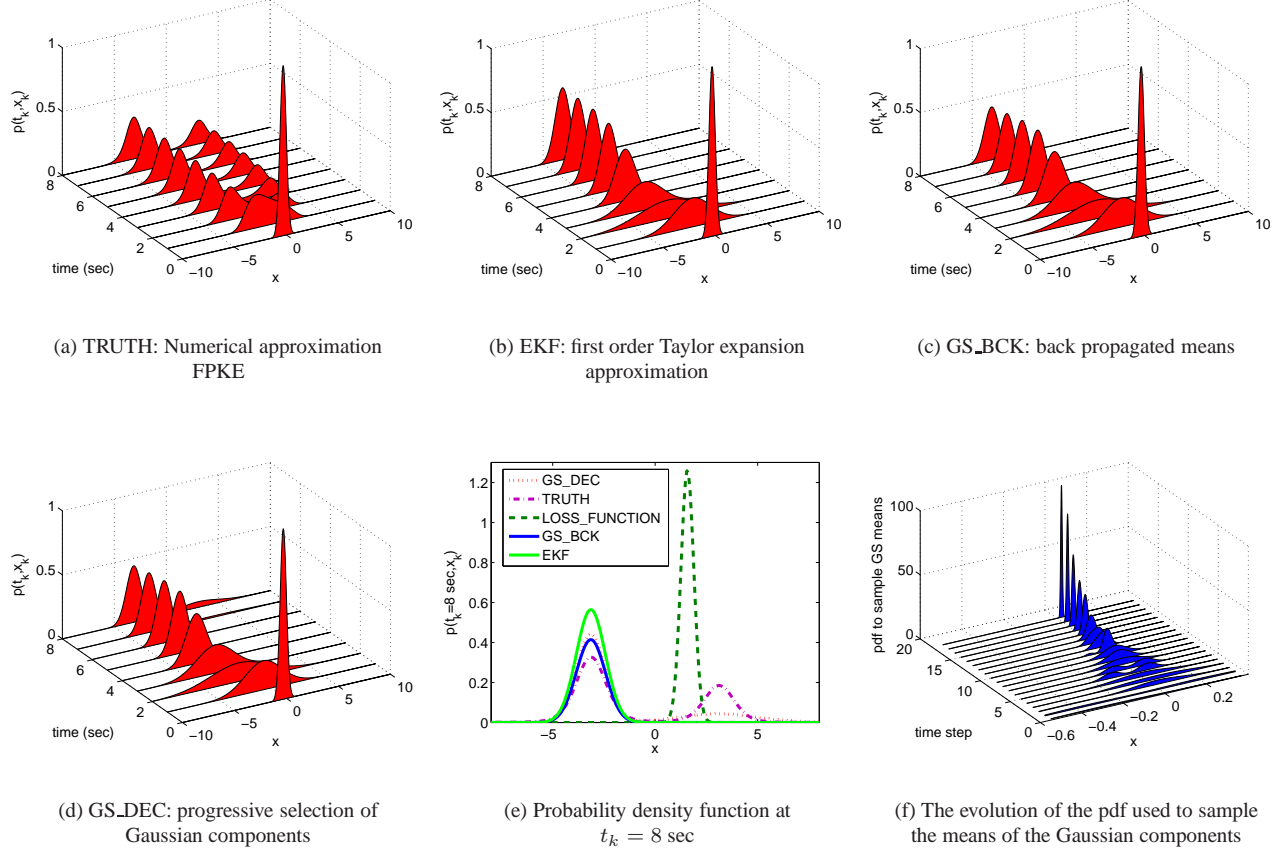 1
0.5
0
p(t_k,x_k)
8
6
4
2
0
time (sec)
−10
−5
0
5
10
x
(a) TRUTH: Numerical approximation
FPKE
1
0.5
0
p(t_k,x_k)
8
6
4
2
0
time (sec)
−10
−5
0
5
10
x
(b) EKF: first order Taylor expansion
approximation
1
0.5
0
p(t_k,x_k)
8
6
4
2
0
time (sec)
−10
−5
0
5
10
x
(c) GS_BCK: back propagated means
1
0.5
0
p(t_k,x_k)
8
6
4
2
0
time (sec)
−10
−5
0
5
10
x
(d) GS_DEC: progressive selection of
Gaussian components
1.2
1
0.8
0.6
0.4
0.2
0
p(t_k=8 sec,x_k)
GS_DEC
TRUTH
LOSS_FUNCTION
GS_BCK
EKF
−5
0
5
x
(e) Probability density function at
t_k = 8 sec
100
50
0
pdf to sample GS means
20
15
10
5
0
time step
−0.6
−0.4
−0.2
0
0.2
x
(f) The evolution of the pdf used to sample
the means of the Gaussian components